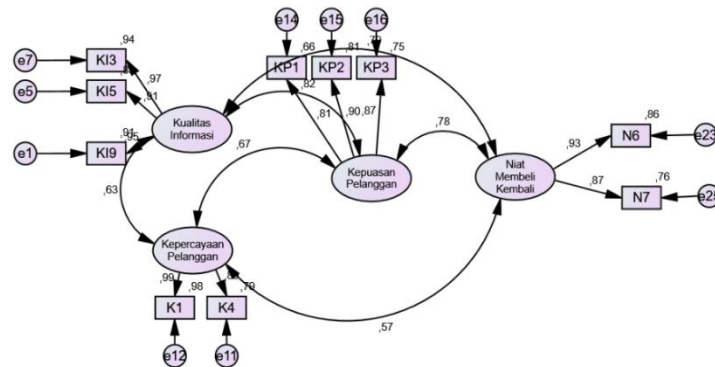 e14
e15
e16
,66
,81
,75
KP1
KP2
KP3
e7
KI3
,94
e5
KI5
,97
,91
e1
KI9
,95
Kualitas
Informasi
,82
,81
,90
,87
,63
,67
Kepuasan
Pelanggan
,78
Niat
Membeli
Kembali
,93
,87
N6
,86
e23
N7
,76
e25
Kepercayaan
Pelanggan
,99
,98
,79
K1
K4
e12
e11
,57